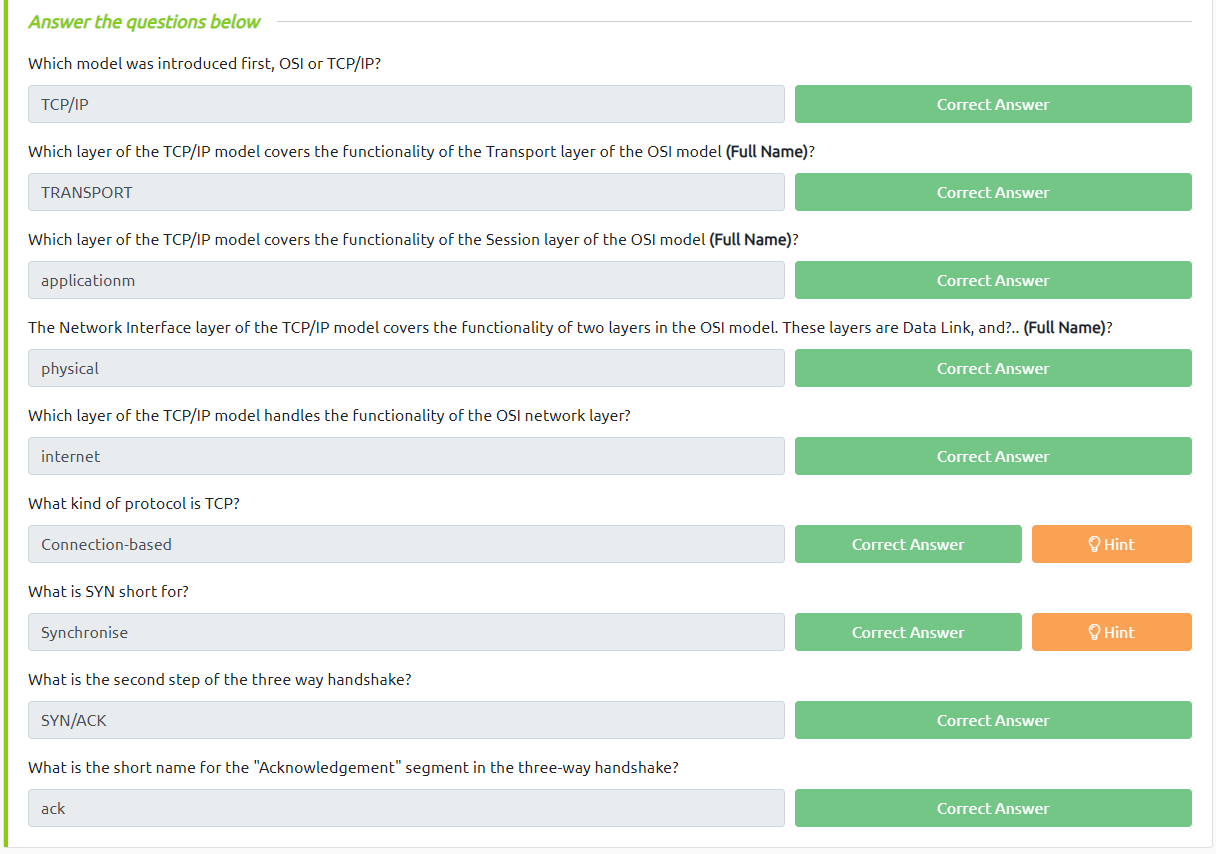 Answer the questions below
Which model was introduced first, OSI or TCP/IP?
TCP/IP
Correct Answer
Which layer of the TCP/IP model covers the functionality of the Transport layer of the OSI model (Full Name)?
TRANSPORT
Correct Answer
Which layer of the TCP/IP model covers the functionality of the Session layer of the OSI model (Full Name)?
applicationm
Correct Answer
The Network Interface layer of the TCP/IP model covers the functionality of two layers in the OSI model. These layers are Data Link, and?.. (Full Name)?
physical
Correct Answer
Which layer of the TCP/IP model handles the functionality of the OSI network layer?
internet
Correct Answer
What kind of protocol is TCP?
Connection-based
Correct Answer
Hint
What is SYN short for?
Synchronise
Correct Answer
Hint
What is the second step of the three way handshake?
SYN/ACK
Correct Answer
What is the short name for the "Acknowledgement" segment in the three-way handshake?
ack
Correct Answer